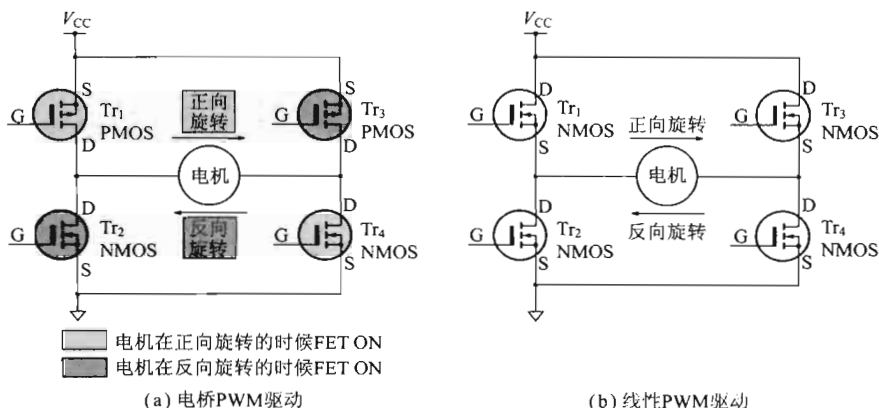 VCC
S
G
Tr1
PMOS
D
正向
旋转
S
G
Tr3
PMOS
D
电机
D
G
Tr2
NMOS
S
反向
旋转
D
G
Tr4
NMOS
S
电机在正向旋转的时候FET ON
电机在反向旋转的时候FET ON
(a) 电桥PWM驱动
VCC
D
G
Tr1
NMOS
S
正向旋转
D
G
Tr3
NMOS
S
电机
D
G
Tr2
NMOS
S
反向旋转
D
G
Tr4
NMOS
S
(b) 线性PWM驱动